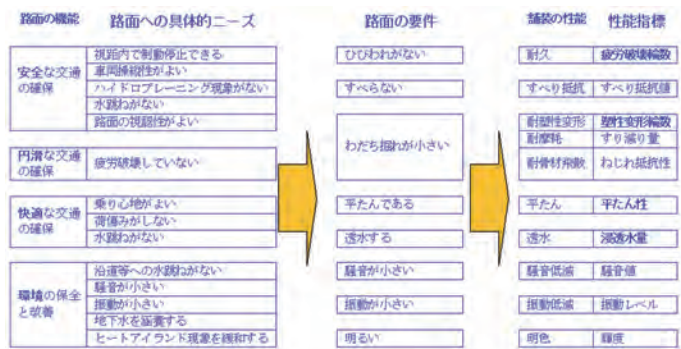 路面の機能 路面への具体的ニーズ 路面の要件 舗装の性能 性能指標
安全な交通
の確保
視距内で制動停止できる
車両操縦性がよい
ハイドロプレーニング現象がない
水跳ねがない
路面の視認性がよい
円滑な交通
の確保
疲労破壊していない
快適な交通
の確保
乗り心地がよい
荷傷みがしない
水跳ねがない
環境の保全
と改善
沿道等への水跳ねがない
騒音が小さい
振動が小さい
地下水を涵養する
ヒートアイランド現象を緩和する
ひびわれがない
すべらない
わだち掘れが小さい
平たんである
透水する
騒音が小さい
振動が小さい
明るい
耐久 疲労破壊輪数
すべり抵抗 すべり抵抗値
耐塑性変形 塑性変形輪数
耐摩耗 すり減り量
耐骨材飛散 ねじれ抵抗性
平たん 平たん性
透水 浸透水量
騒音低減 騒音値
振動低減 振動レベル
明色 輝度